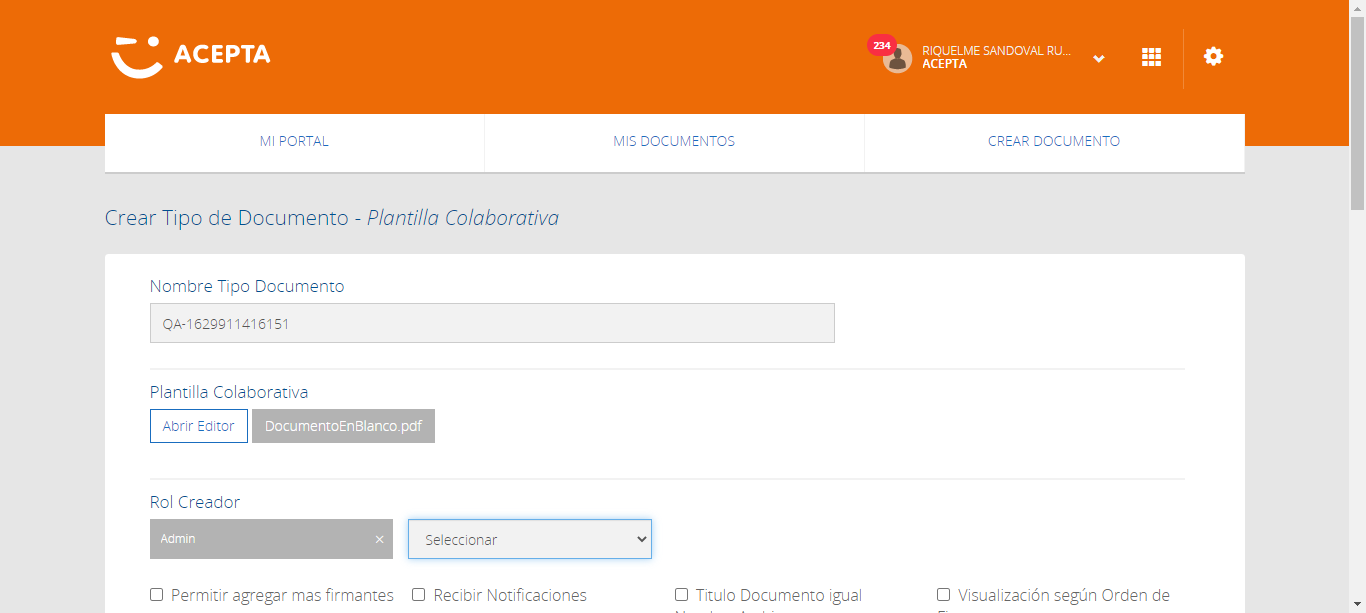 ACEPTA
234
RIQUELME SANDOVAL RU...
ACEPTA
MI PORTAL
MIS DOCUMENTOS
CREAR DOCUMENTO
Crear Tipo de Documento - Plantilla Colaborativa
Nombre Tipo Documento
QA-1629911416151
Plantilla Colaborativa
Abrir Editor
DocumentoEnBlanco.pdf
Rol Creador
Admin ×
Seleccionar
Permitir agregar mas firmantes
Recibir Notificaciones
Titulo Documento igual
Visualización según Orden de